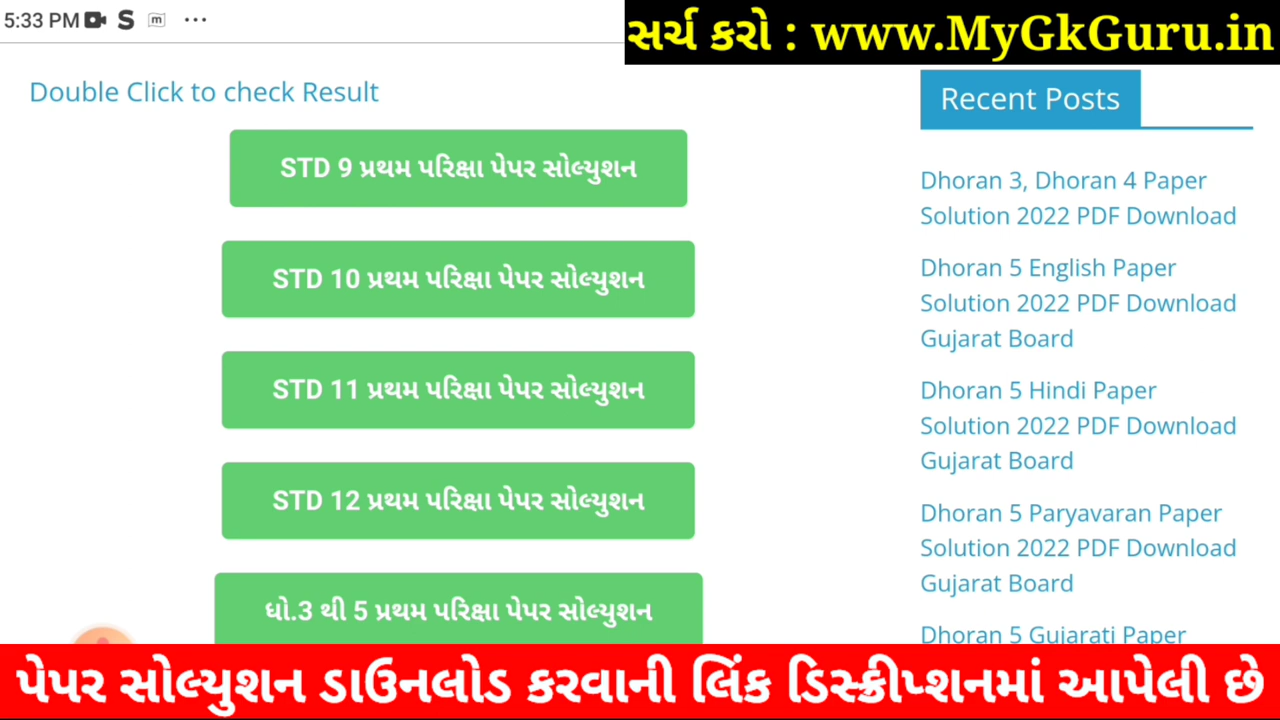 5:33 PM
S
m
...
સર્ચ કરો : www.MyGkGuru.in
Double Click to check Result
STD 9 પ્રથમ પરિક્ષા પેપર સોલ્યુશન
STD 10 પ્રથમ પરિક્ષા પેપર સોલ્યુશન
STD 11 પ્રથમ પરિક્ષા પેપર સોલ્યુશન
STD 12 પ્રથમ પરિક્ષા પેપર સોલ્યુશન
ધો.3 થી 5 પ્રથમ પરિક્ષા પેપર સોલ્યુશન
Recent Posts
Dhoran 3, Dhoran 4 Paper
Solution 2022 PDF Download
Dhoran 5 English Paper
Solution 2022 PDF Download
Gujarat Board
Dhoran 5 Hindi Paper
Solution 2022 PDF Download
Gujarat Board
Dhoran 5 Paryavaran Paper
Solution 2022 PDF Download
Gujarat Board
Dhoran 5 Gujarati Paper
પેપર સોલ્યુશન ડાઉનલોડ કરવાની લિંક ડિસ્ક્રીપ્શનમાં આપેલી છે